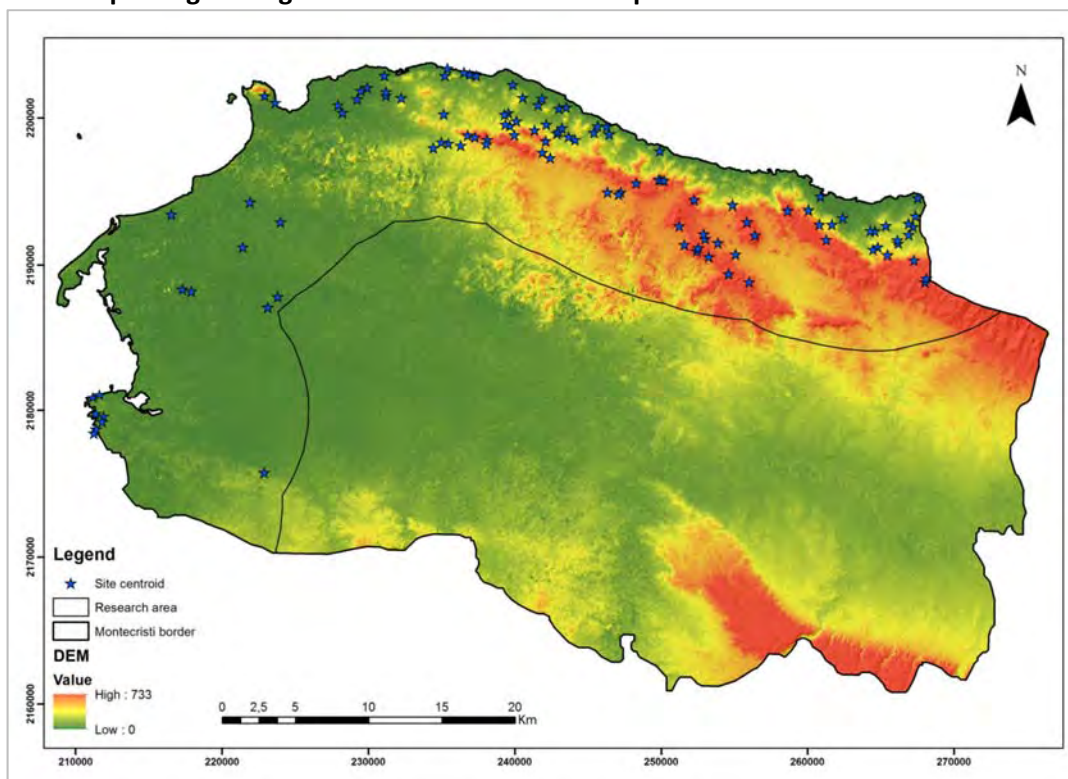 N
2200000
2190000
2180000
2170000
2160000
Legend
Site centroid
Research area
Montecristi border
DEM
Value
High : 733
Low : 0
0 2,5 5 10 15 20
Km
210000 220000 230000 240000 250000 260000 270000